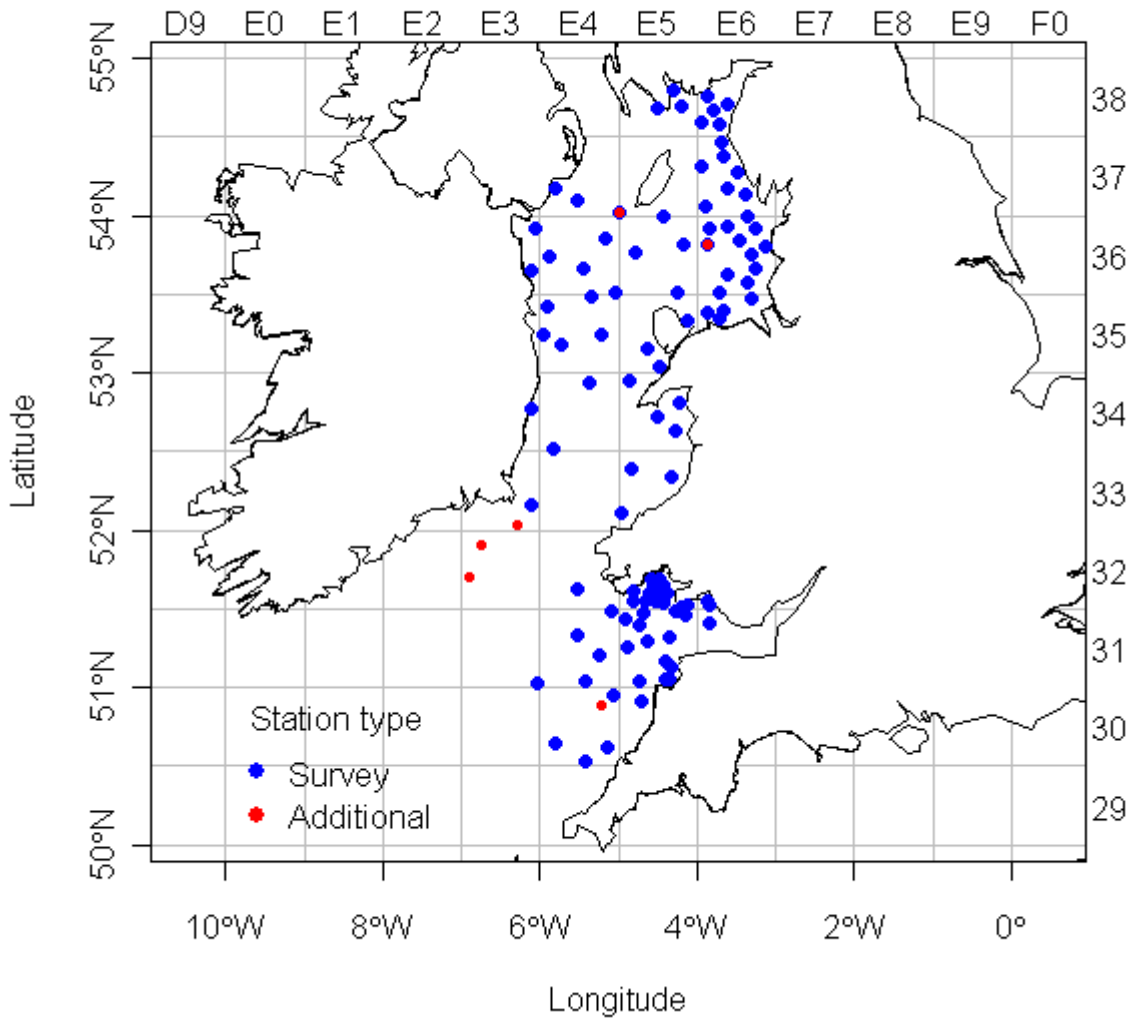 D9 E0 E1 E2 E3 E4 E5 E6 E7 E8 E9 F0
55°N
54°N
53°N
52°N
51°N
50°N
Latitude
38
37
36
35
34
33
32
31
30
29
Station type
Survey
Additional
10°W 8°W 6°W 4°W 2°W 0°
Longitude